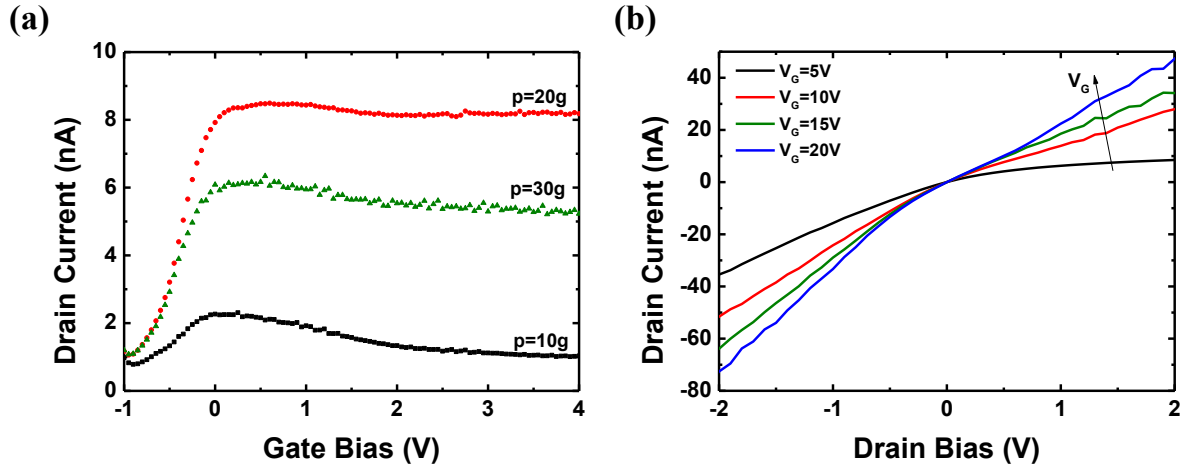 (a)
Drain Current (nA)
10
8
6
4
2
0
p=20g
p=30g
p=10g
-1
0
1
2
3
4
Gate Bias (V)
(b)
Drain Current (nA)
40
20
0
-20
-40
-60
-80
V_G=5V
V_G=10V
V_G=15V
V_G=20V
V_G
-2
-1
0
1
2
Drain Bias (V)